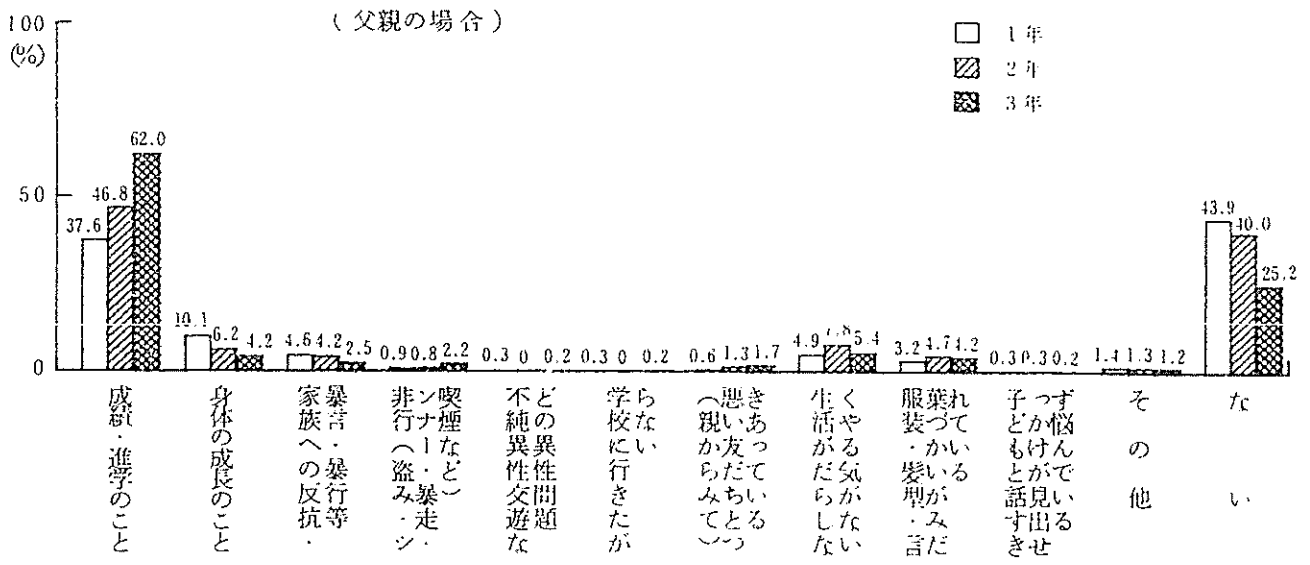 （父親の場合）
100
(%)
50
0
1年
2年
3年
37.6 46.8 62.0
10.1 6.2 4.2
4.6 4.2 2.5
0.9 0.8 2.2
0.3 0 0.2
0.3 0 0.2
0.6 1.3 1.7
4.9 7.8 5.4
3.2 4.7 4.2
0.3 0.3 0.2
1.4 1.3 1.2
43.9 40.0 25.2
成績・進学のこと
身体の成長のこと
家族への反抗・
暴言・暴行等
非行（盗み・シ
ンナー・暴走・
喫煙など）
不純異性交遊な
どの異性問題
学校に行きたが
らない
（親からみて）
悪い友だちとつ
きあっている
生活がだらしな
くやる気がない
服装・髪型・言
葉づかいがみだ
れている
子どもと話すき
っかけが見出せ
ず悩んでいる
その他
ない